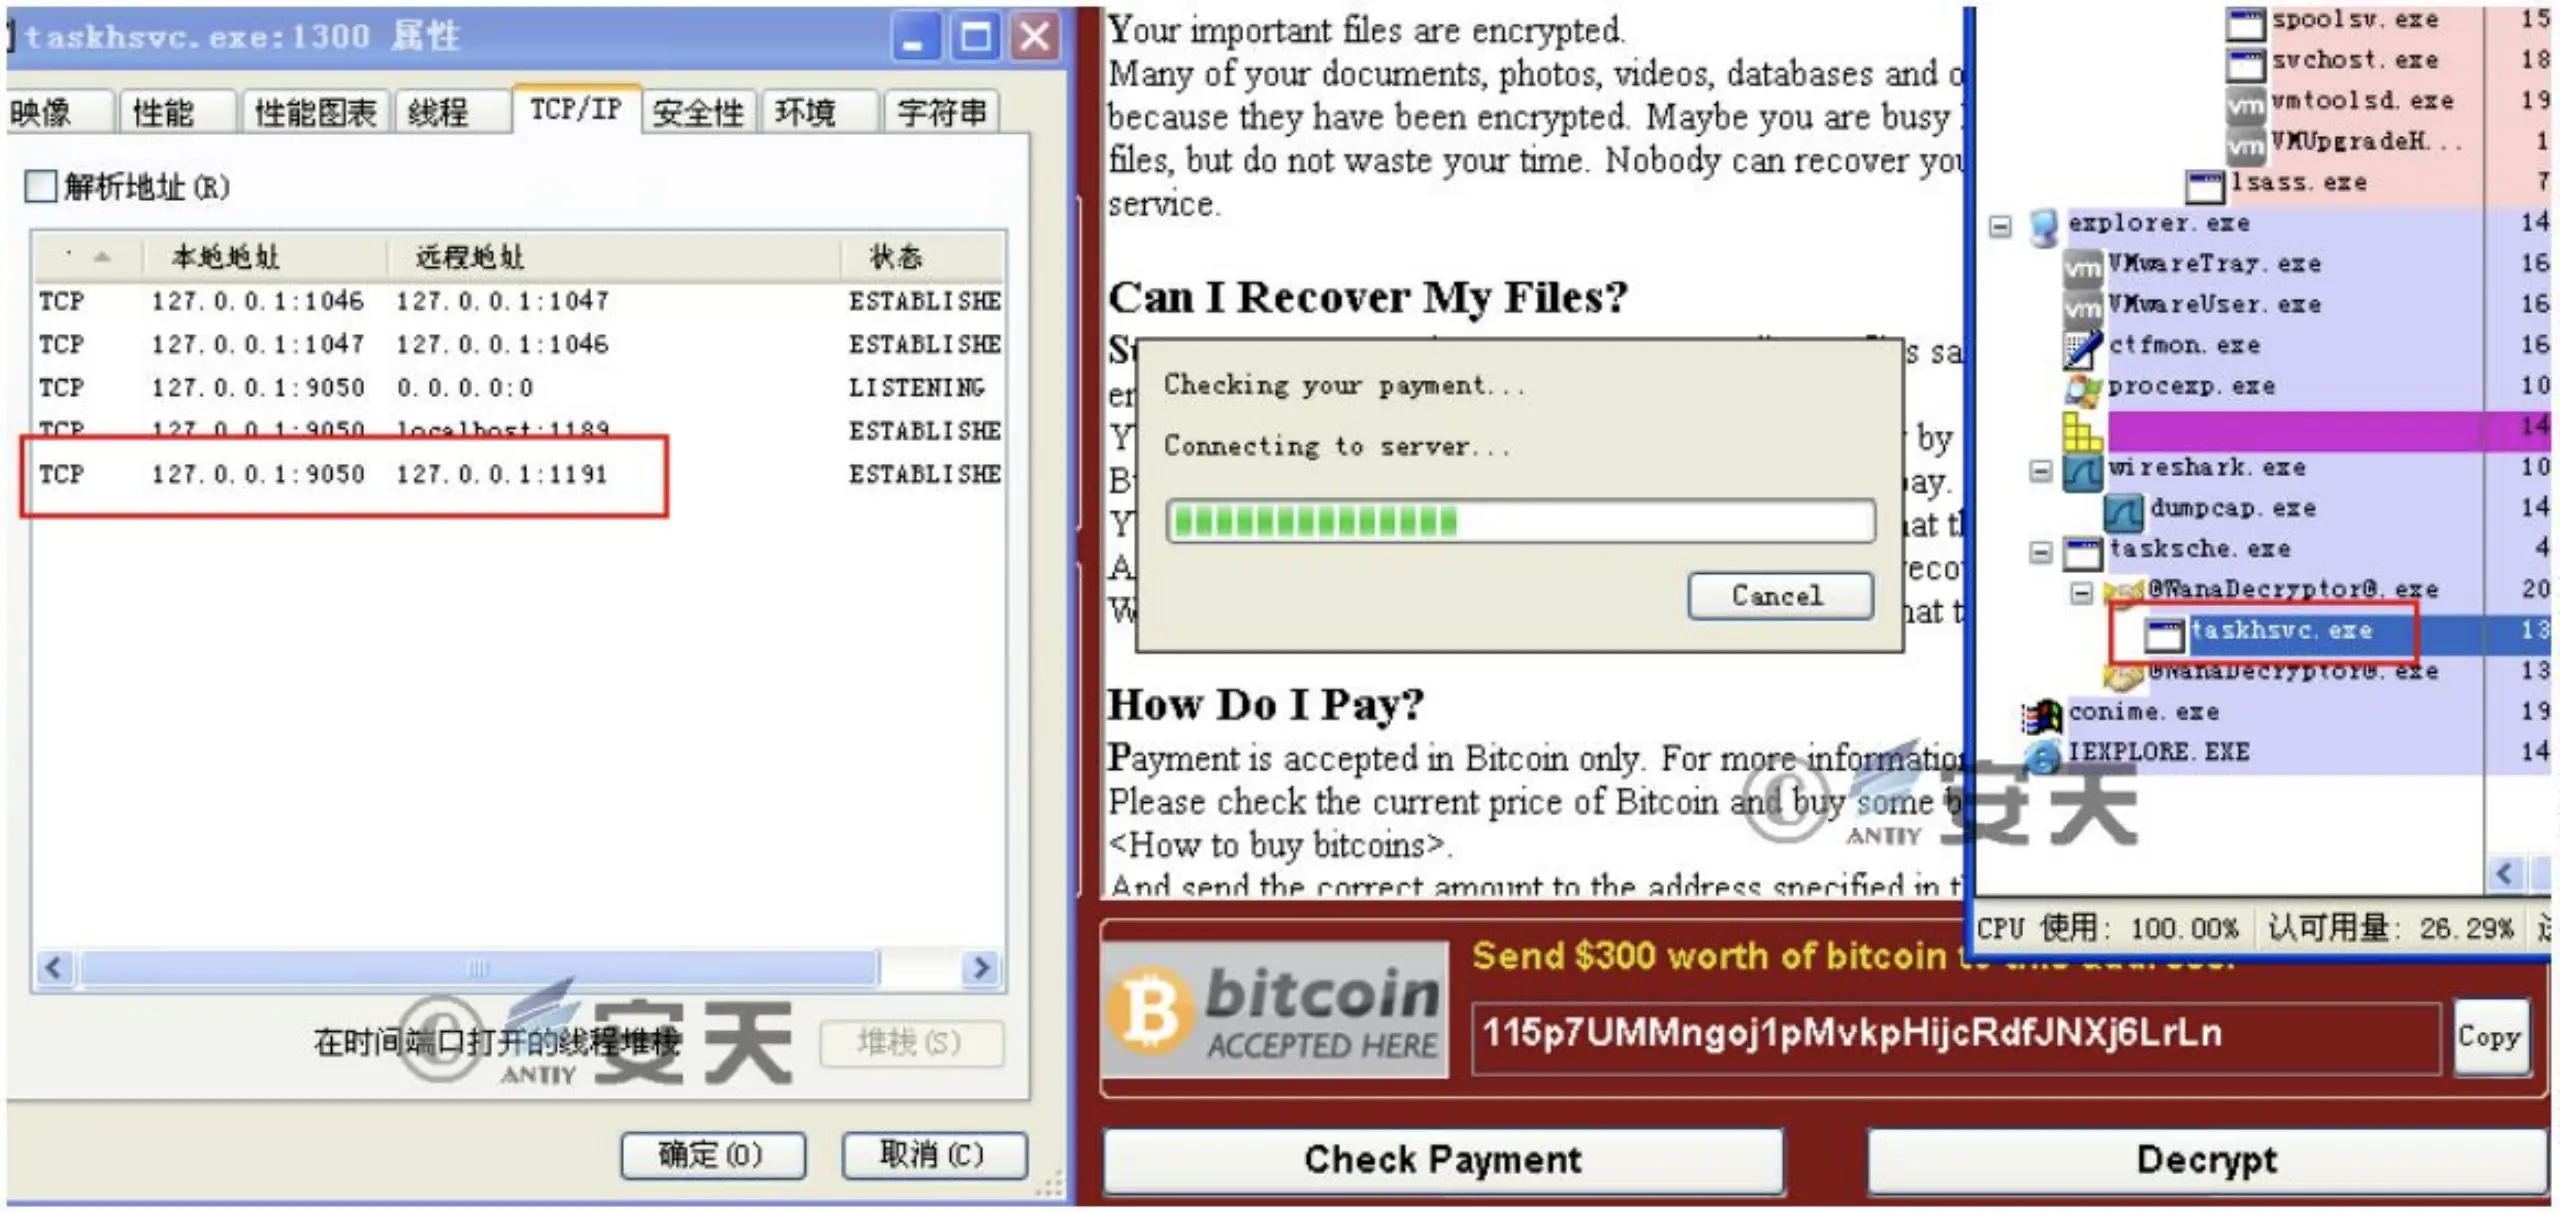 taskhsvc.exe:1300 属性
映像 性能 性能图表 线程 TCP/IP 安全性 环境 字符串
解析地址(R)
本地地址 远程地址 状态
TCP 127.0.0.1:1046 127.0.0.1:1047 ESTABLISHE
TCP 127.0.0.1:1047 127.0.0.1:1046 ESTABLISHE
TCP 127.0.0.1:9050 0.0.0.0:0 LISTENING
TCP 127.0.0.1:9050 localhost:1189 ESTABLISHE
TCP 127.0.0.1:9050 127.0.0.1:1191 ESTABLISHE
在时间端口打开的线程堆栈
堆栈(S)
ANTIY 安天
确定(O) 取消(C)
Your important files are encrypted.
Many of your documents, photos, videos, databases and o
because they have been encrypted. Maybe you are busy
files, but do not waste your time. Nobody can recover you
service.
Can I Recover My Files?
Checking your payment...
Connecting to server...
Cancel
How Do I Pay?
Payment is accepted in Bitcoin only. For more information
Please check the current price of Bitcoin and buy some b
<How to buy bitcoins>.
And send the correct amount to the address specified in t
ANTIY 安天
bitcoin
ACCEPTED HERE
Send $300 worth of bitcoin to this address:
115p7UMMngoj1pMvkpHijcRdfJNXj6LrLn
Copy
Check Payment
Decrypt
spoolsv.exe 15
svchost.exe 18
vmtoolsd.exe 19
VMUpgradeH... 1
lsass.exe 7
explorer.exe 14
VMwareTray.exe 16
VMwareUser.exe 16
ctfmon.exe 16
procexp.exe 10
14
wireshark.exe 10
dumpcap.exe 14
tasksche.exe 4
@WanaDecryptor@.exe 20
taskhsvc.exe 13
@WanaDecryptor@.exe 13
conime.exe 19
IEXPLORE.EXE 14
CPU 使用: 100.00% 认可用量: 26.29%